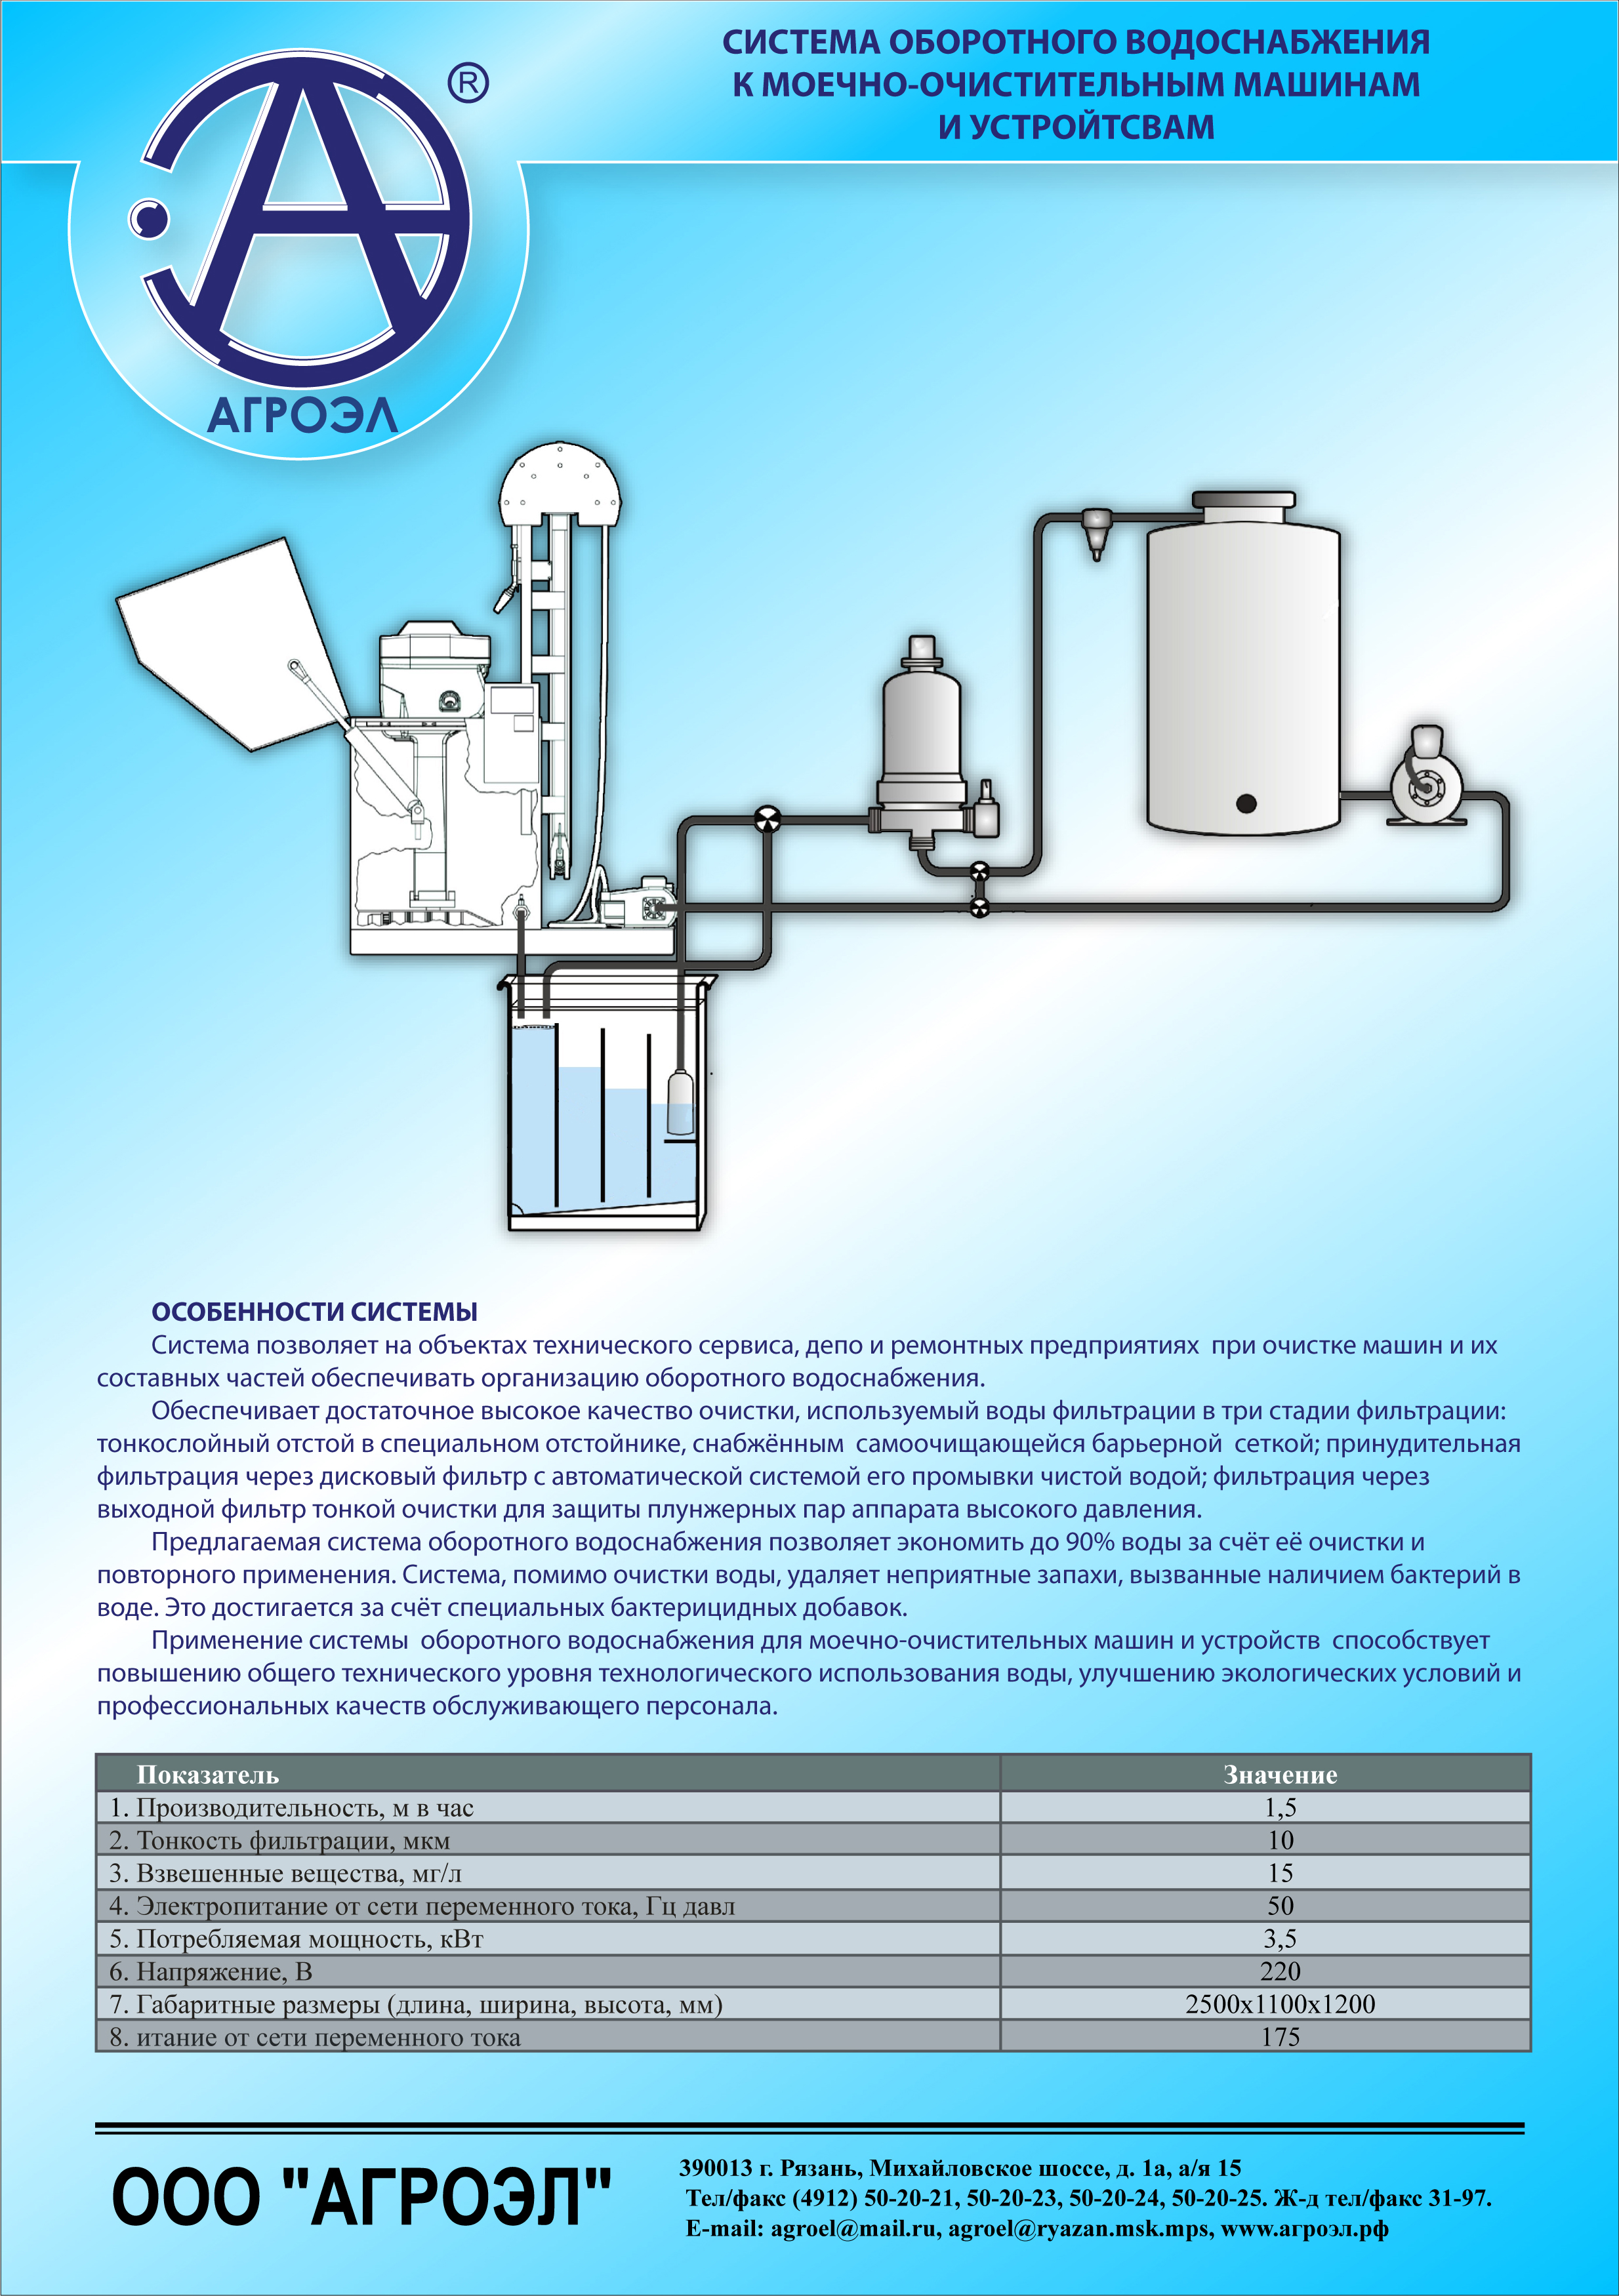 СИСТЕМА ОБОРОТНОГО ВОДОСНАБЖЕНИЯ
К МОЕЧНО-ОЧИСТИТЕЛЬНЫМ МАШИНАМ
И УСТРОЙТСВАМ
®
АГРОЭЛ
ОСОБЕННОСТИ СИСТЕМЫ
Система позволяет на объектах технического сервиса, депо и ремонтных предприятиях при очистке машин и их
составных частей обеспечивать организацию оборотного водоснабжения.
Обеспечивает достаточное высокое качество очистки, используемый воды фильтрации в три стадии фильтрации:
тонкослойный отстой в специальном отстойнике, снабжённым самоочищающейся барьерной сеткой; принудительная
фильтрация через дисковый фильтр с автоматической системой его промывки чистой водой; фильтрация через
выходной фильтр тонкой очистки для защиты плунжерных пар аппарата высокого давления.
Предлагаемая система оборотного водоснабжения позволяет экономить до 90% воды за счёт её очистки и
повторного применения. Система, помимо очистки воды, удаляет неприятные запахи, вызванные наличием бактерий в
воде. Это достигается за счёт специальных бактерицидных добавок.
Применение системы оборотного водоснабжения для моечно-очистительных машин и устройств способствует
повышению общего технического уровня технологического использования воды, улучшению экологических условий и
профессиональных качеств обслуживающего персонала.
Показатель Значение
1. Производительность, м в час 1,5
2. Тонкость фильтрации, мкм 10
3. Взвешенные вещества, мг/л 15
4. Электропитание от сети переменного тока, Гц давл 50
5. Потребляемая мощность, кВт 3,5
6. Напряжение, В 220
7. Габаритные размеры (длина, ширина, высота, мм) 2500х1100х1200
8. итание от сети переменного тока 175
ООО "АГРОЭЛ"
390013 г. Рязань, Михайловское шоссе, д. 1а, а/я 15
Тел/факс (4912) 50-20-21, 50-20-23, 50-20-24, 50-20-25. Ж-д тел/факс 31-97.
E-mail: agroel@mail.ru, agroel@ryazan.msk.mps, www.агроэл.рф